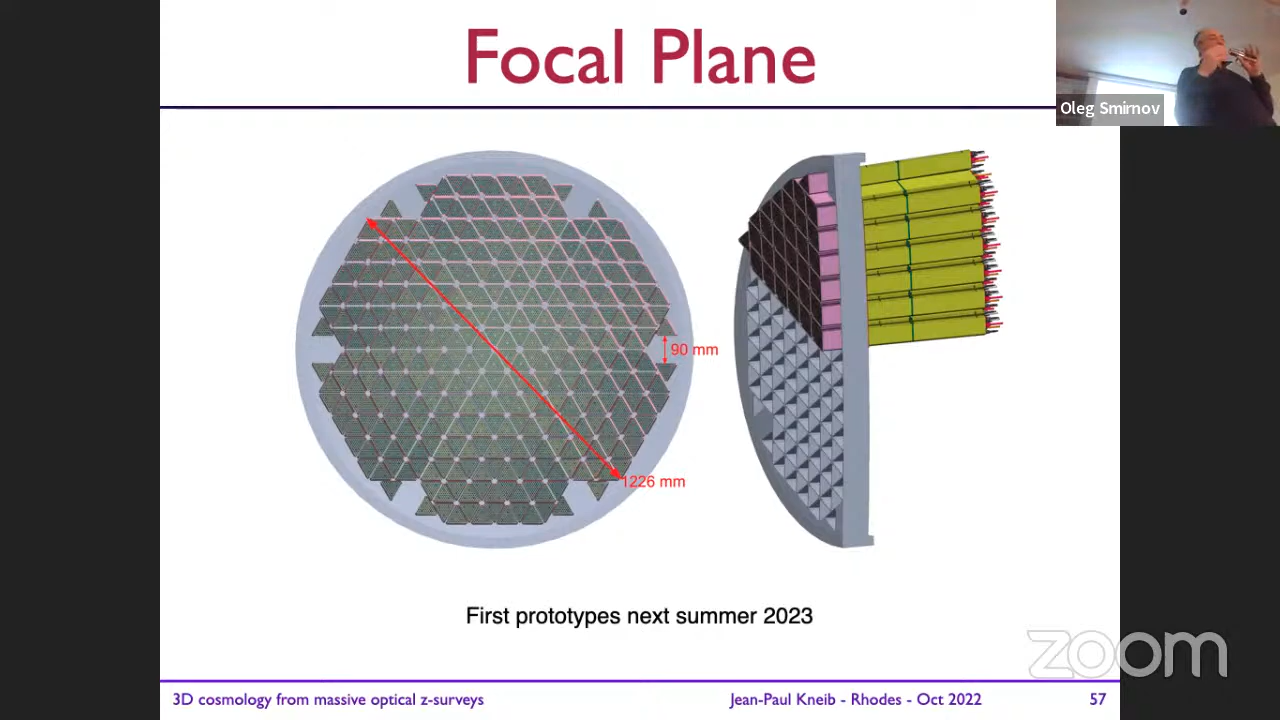 Focal Plane
Oleg Smirnov
90 mm
1226 mm
First prototypes next summer 2023
zoom
3D cosmology from massive optical z-surveys
Jean-Paul Kneib - Rhodes - Oct 2022
57